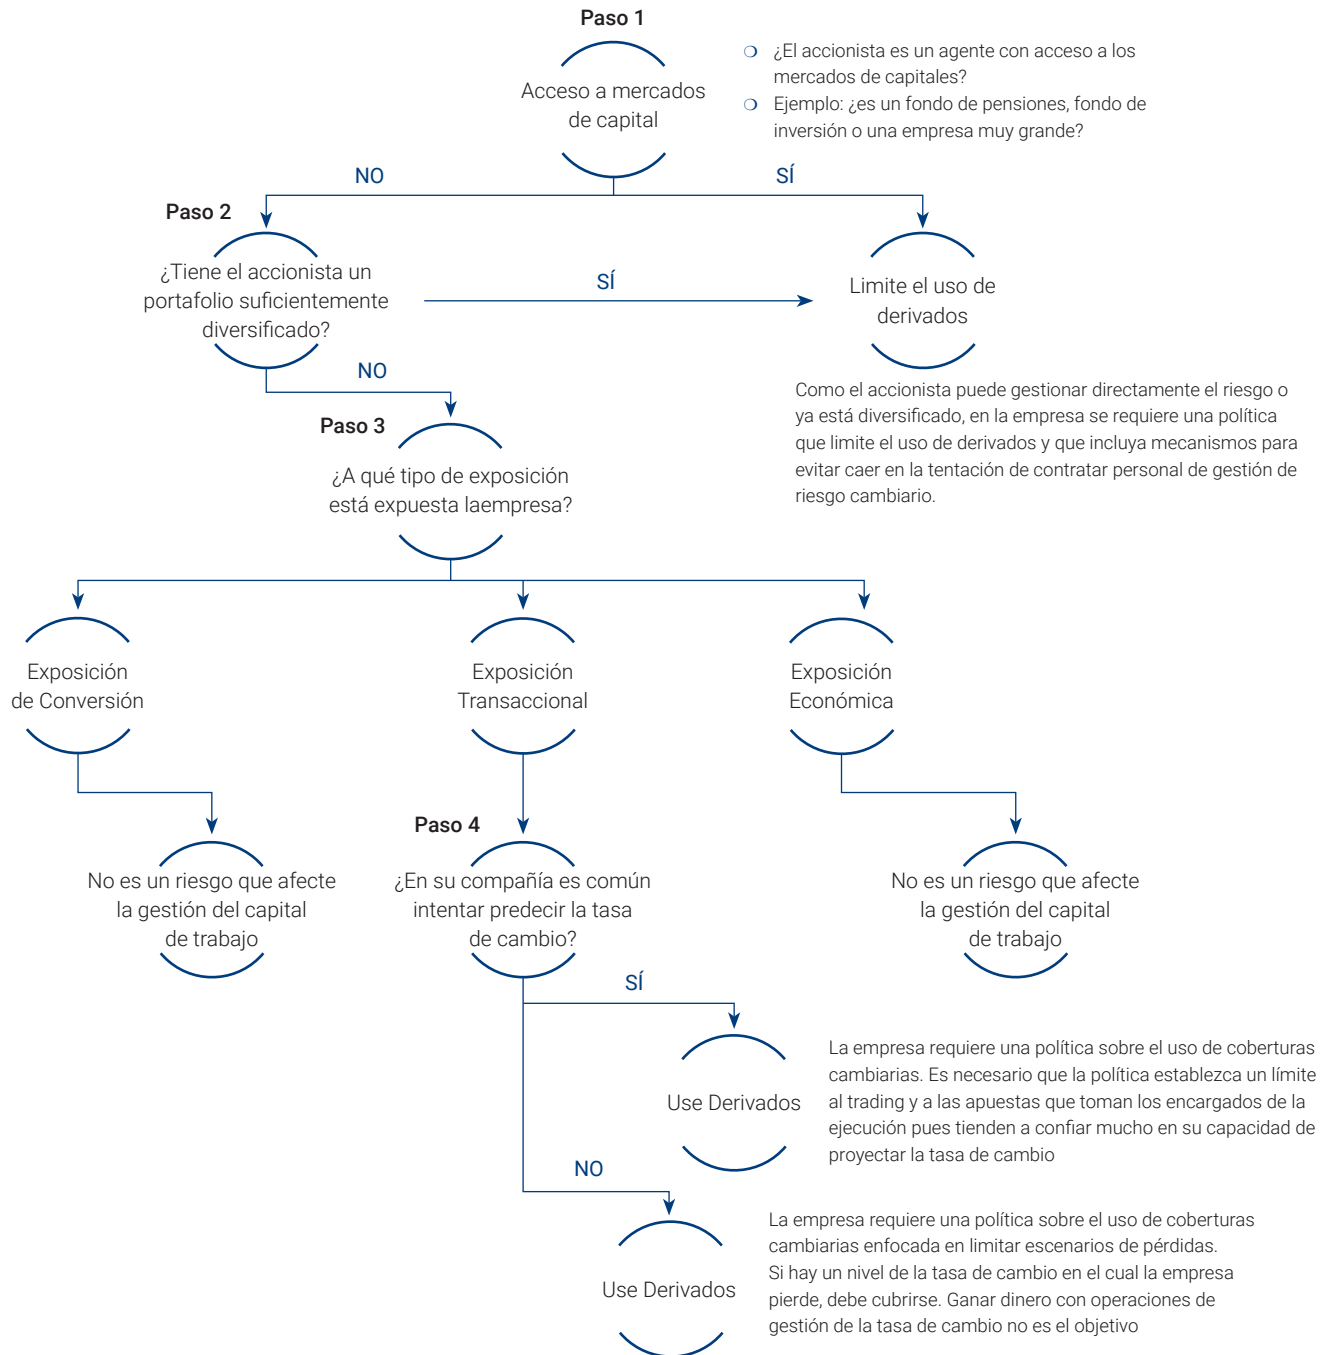 Paso 1
Acceso a mercados
de capital
❍ ¿El accionista es un agente con acceso a los
mercados de capitales?
❍ Ejemplo: ¿es un fondo de pensiones, fondo de
inversión o una empresa muy grande?
NO
SÍ
Paso 2
¿Tiene el accionista un
portafolio suficientemente
diversificado?
SÍ
Limite el uso de
derivados
NO
Como el accionista puede gestionar directamente el riesgo o
ya está diversificado, en la empresa se requiere una política
que limite el uso de derivados y que incluya mecanismos para
evitar caer en la tentación de contratar personal de gestión de
riesgo cambiario.
Paso 3
¿A qué tipo de exposición
está expuesta laempresa?
Exposición
de Conversión
Exposición
Transaccional
Exposición
Económica
No es un riesgo que afecte
la gestión del capital
de trabajo
Paso 4
¿En su compañía es común
intentar predecir la tasa
de cambio?
No es un riesgo que afecte
la gestión del capital
de trabajo
SÍ
Use Derivados
La empresa requiere una política sobre el uso de coberturas
cambiarias. Es necesario que la política establezca un límite
al trading y a las apuestas que toman los encargados de la
ejecución pues tienden a confiar mucho en su capacidad de
proyectar la tasa de cambio
NO
Use Derivados
La empresa requiere una política sobre el uso de coberturas
cambiarias enfocada en limitar escenarios de pérdidas.
Si hay un nivel de la tasa de cambio en el cual la empresa
pierde, debe cubrirse. Ganar dinero con operaciones de
gestión de la tasa de cambio no es el objetivo